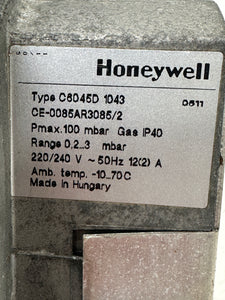 Honeywell
Type C6045D 1043 0611
CE-0085AR3085/2
Pmax.100 mbar Gas IP40
Range 0,2..3 mbar
220/240 V ~50Hz 12(2) A
Amb. temp. -10..70C
Made in Hungary